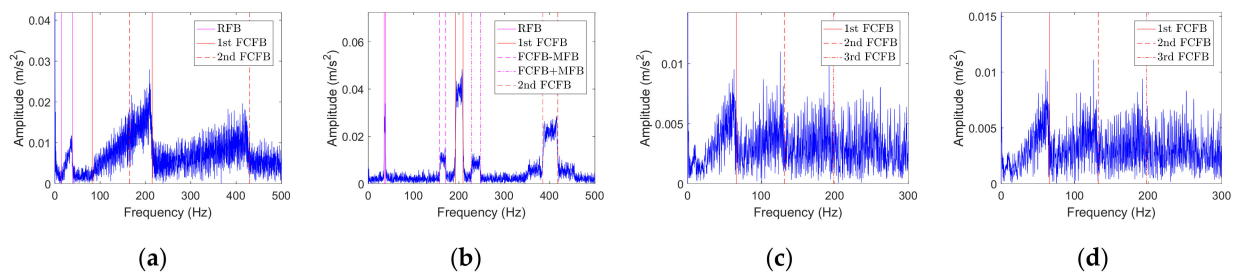 RFB
1st FCFB
2nd FCFB
0.04
0.03
0.02
0.01
0
Amplitude (m/s²)
0 100 200 300 400 500
Frequency (Hz)
(a)
RFB
1st FCFB
FCFB-MFB
FCFB+MFB
2nd FCFB
0.06
0.04
0.02
0
Amplitude (m/s²)
0 100 200 300 400 500
Frequency (Hz)
(b)
1st FCFB
2nd FCFB
3rd FCFB
0.01
0.005
0
Amplitude (m/s²)
0 100 200 300
Frequency (Hz)
(c)
1st FCFB
2nd FCFB
3rd FCFB
0.015
0.01
0.005
0
Amplitude (m/s²)
0 100 200 300
Frequency (Hz)
(d)